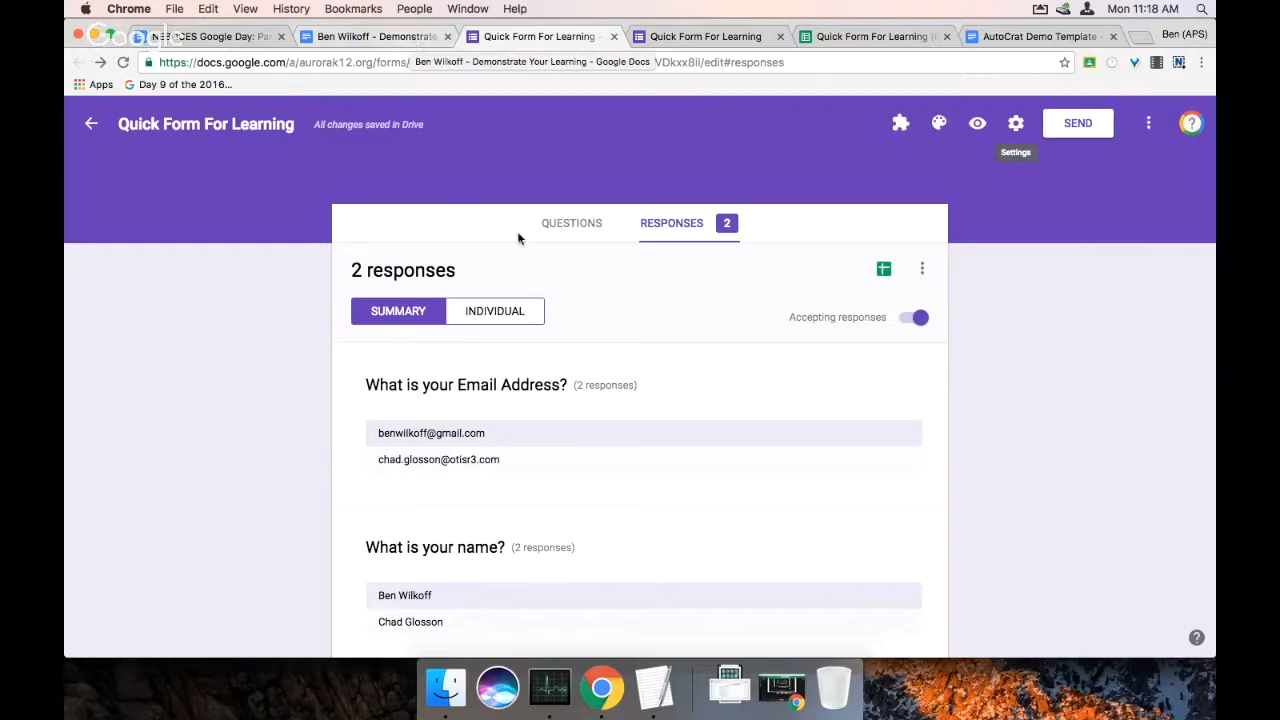 Chrome File Edit View History Bookmarks People Window Help Mon 11:18 AM
Google
Google Day: Par Ben Wilkoff - Demonstrate Quick Form For Learning - Quick Form For Learning Quick Form For Learning (F AutoCrat Demo Template - Ben (APS)
https://docs.google.com/a/aurorak12.org/forms/ VDkxx8il/edit#responses
Ben Wilkoff - Demonstrate Your Learning - Google Docs
Apps Day 9 of the 2016...
Quick Form For Learning All changes saved in Drive SEND
Settings
QUESTIONS RESPONSES 2
2 responses
SUMMARY INDIVIDUAL
Accepting responses
What is your Email Address? (2 responses)
benwilkoff@gmail.com
chad.glosson@otisr3.com
What is your name? (2 responses)
Ben Wilkoff
Chad Glosson